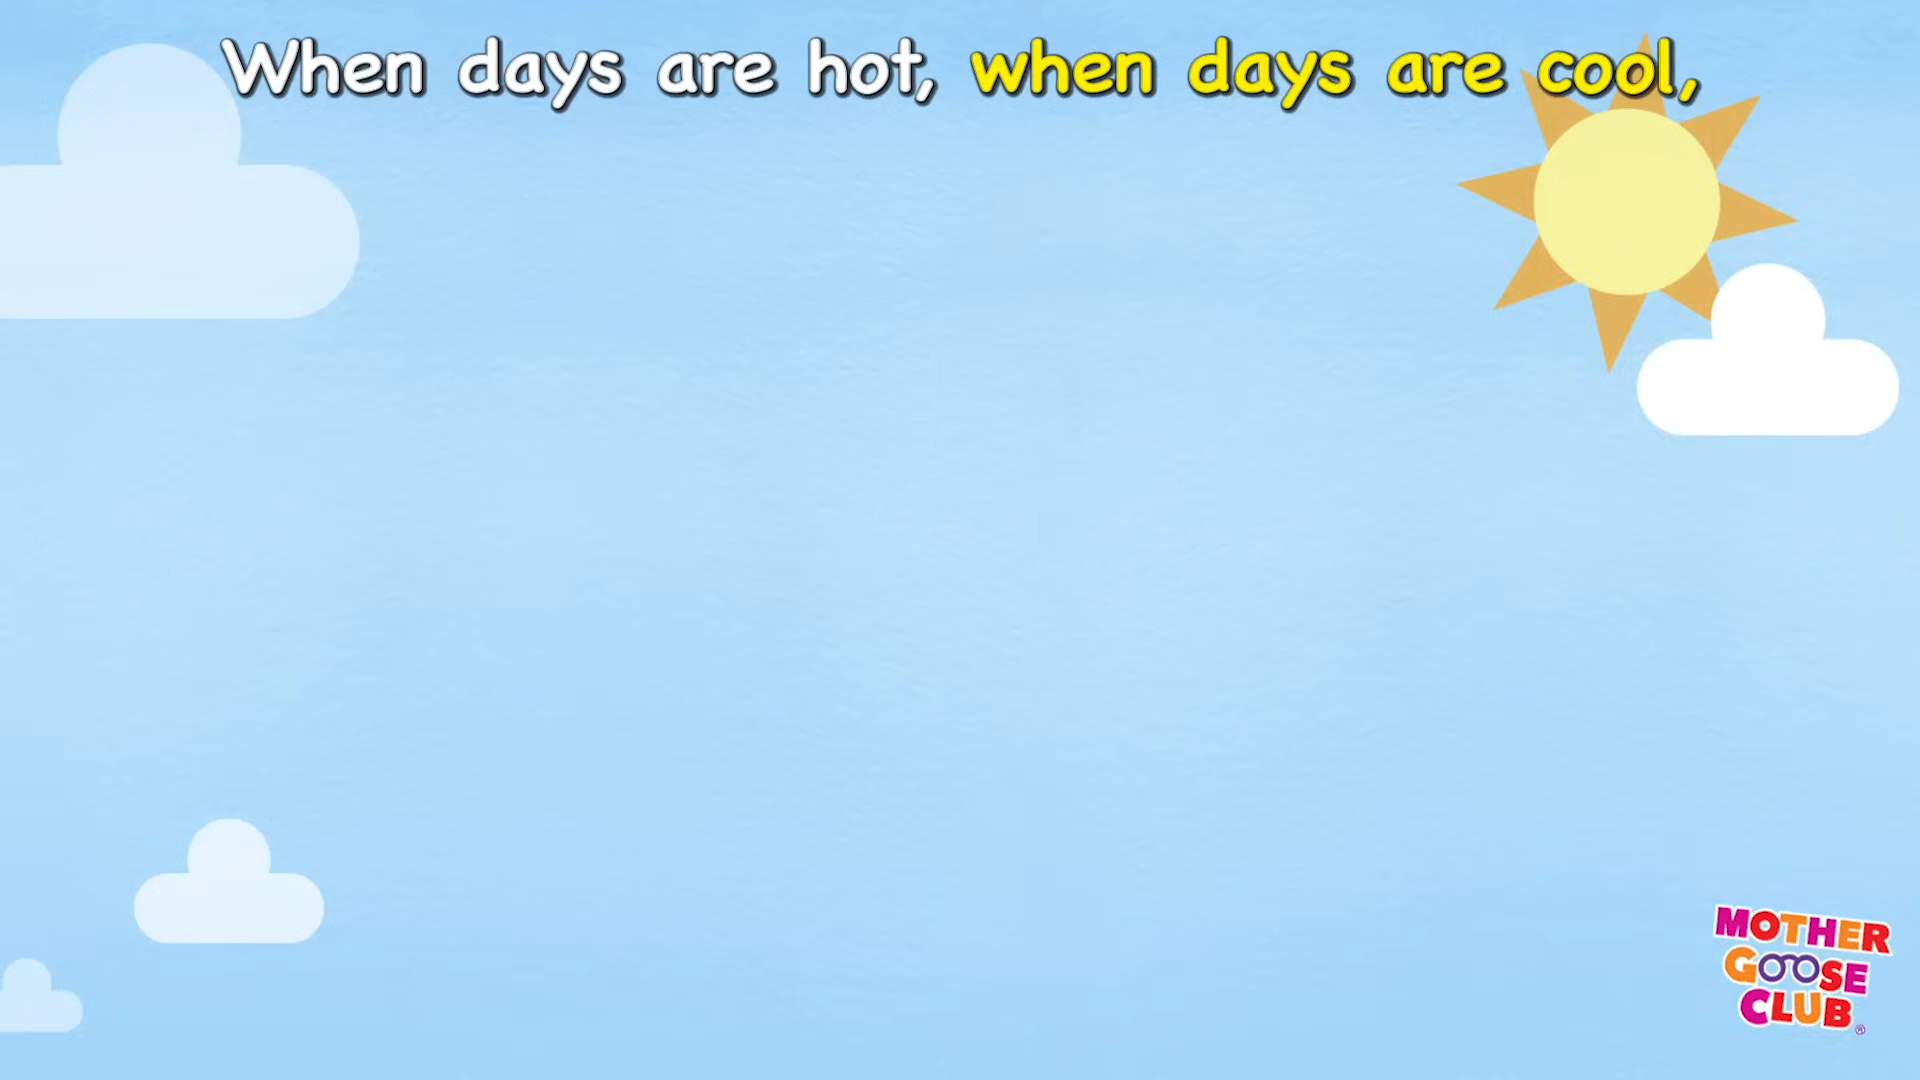 When days are hot, when days are cool,
MOTHER
GOOSE
CLUB
®